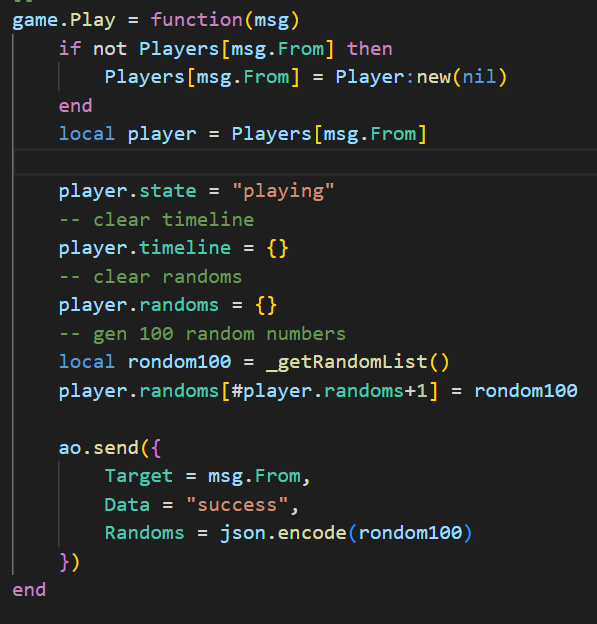 --
game.Play = function(msg)
    if not Players[msg.From] then
        Players[msg.From] = Player:new(nil)
    end
    local player = Players[msg.From]

    player.state = "playing"
    -- clear timeline
    player.timeline = {}
    -- clear randoms
    player.randoms = {}
    -- gen 100 random numbers
    local rondom100 = _getRandomList()
    player.randoms[#player.randoms+1] = rondom100

    ao.send({
        Target = msg.From,
        Data = "success",
        Randoms = json.encode(rondom100)
    })
end